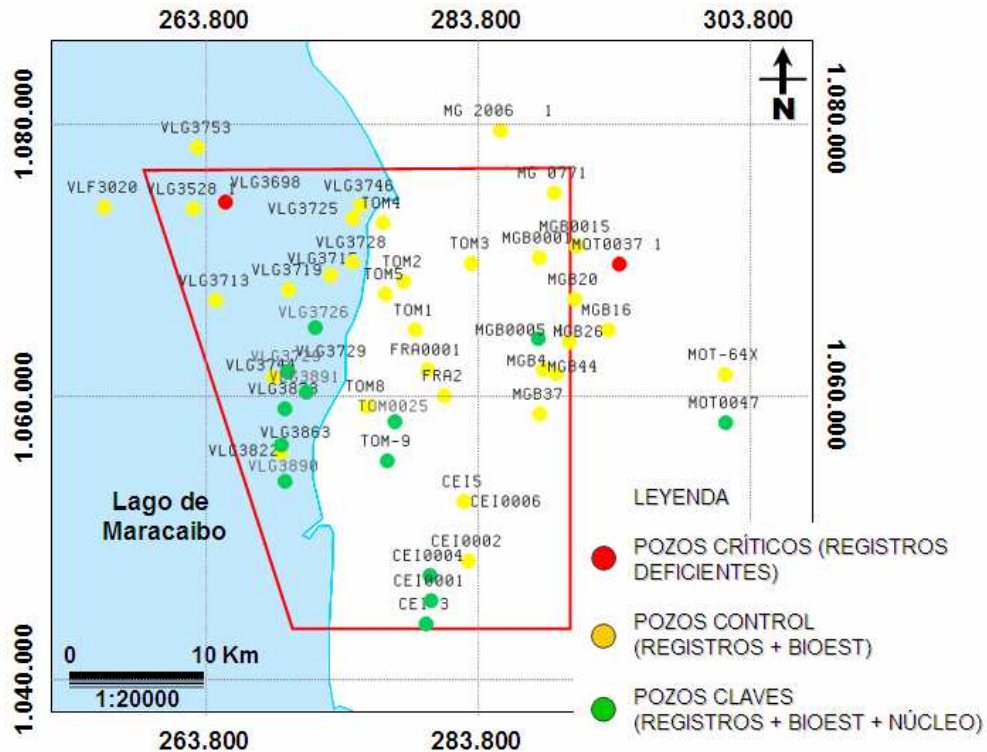 263.800 283.800 303.800
1.080.000
1.080.000
N
MG 2006 1
VLG3753
VLF3020
VLG3528 1
VLG3698
VLG3746
VLG3725
TOM4
MG 0771
MGB0015
MGB0001
MOT0037 1
VLG3728
TOM3
VLG3719
TOM2
TOM5
VLG3713
MGB20
VLG3726
TOM1
MGB16
MGB0005
MGB26
VLG3729
VLG3729
VLG3744
VLG3891
FRA0001
MGB4
MGB44
MOT-64X
FRA2
TOM8
TOM0025
MGB37
MOT0047
1.060.000
1.060.000
VLG3863
TOM-9
VLG3822
VLG3890
CEI5
CEI0006
Lago de
Maracaibo
CEI0002
CEI0004
CEI0001
CEI 3
LEYENDA
POZOS CRÍTICOS (REGISTROS
DEFICIENTES)
POZOS CONTROL
(REGISTROS + BIOEST)
POZOS CLAVES
(REGISTROS + BIOEST + NÚCLEO)
0 10 Km
1:20000
1.040.000
263.800 283.800